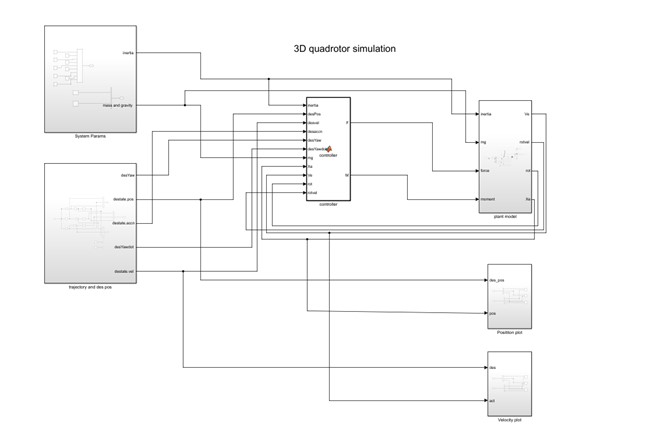 3D quadrotor simulation
inertia
mass and gravity
System Params
desYaw
desstate.pos
desstate.accn
desYawdot
desstate.vel
trajectory and des pos
inertia
desPos
desvel
desaccn
desYaw
desYawdot
mg
Xa
Va
rot
rotvel
F
M
controller
controller
inertia
mg
force
moment
Va
rotvel
rot
Xa
plant model
des_pos
pos
Position plot
des
act
Velocity plot